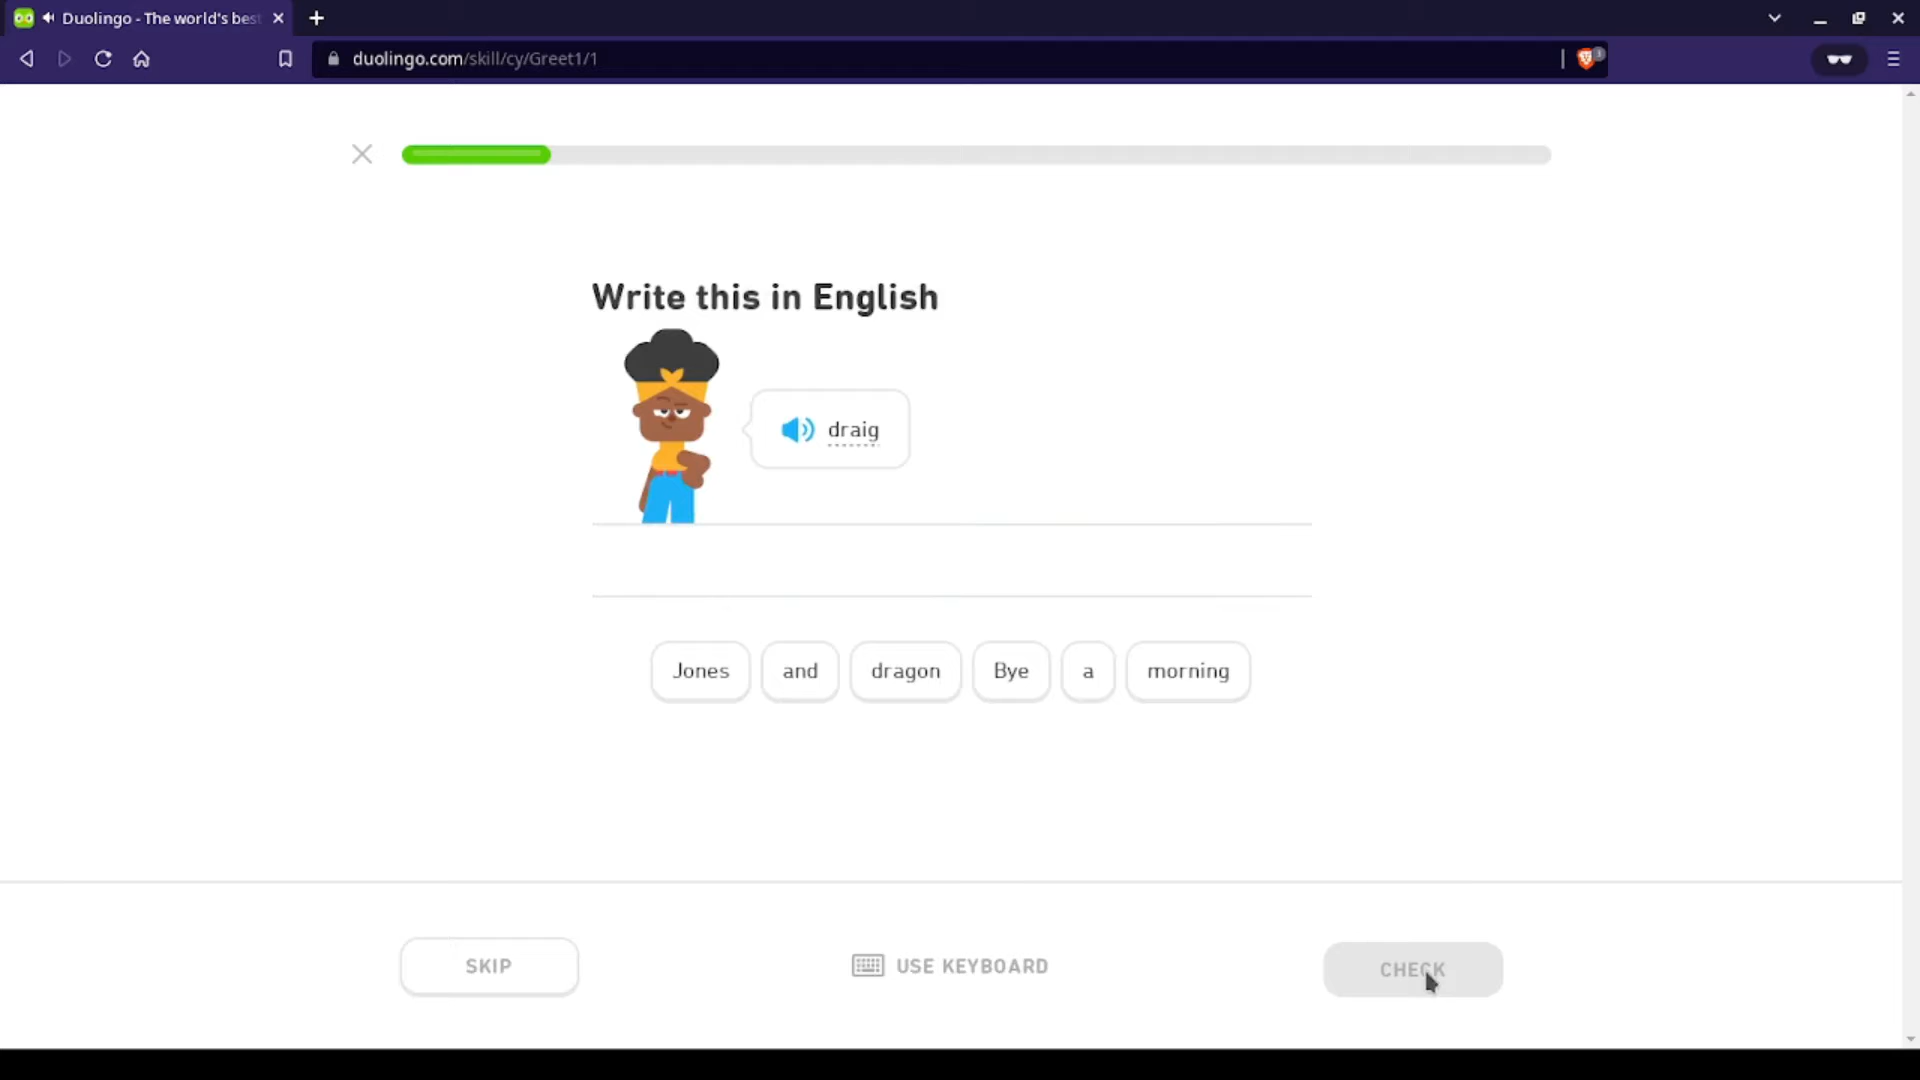 Duolingo - The world's best
duolingo.com/skill/cy/Greet1/1
Write this in English
draig
Jones and dragon Bye a morning
SKIP USE KEYBOARD CHECK